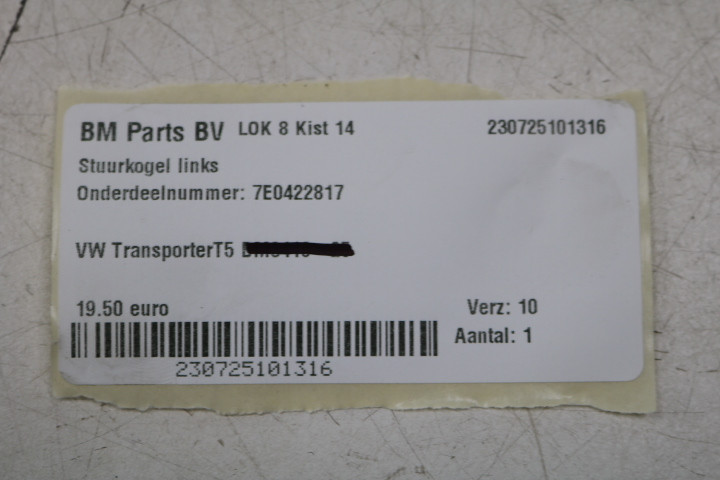 BM Parts BV LOK 8 Kist 14 230725101316
Stuurkogel links
Onderdeelnummer: 7E0422817
VW TransporterT5
19.50 euro Verz: 10
Aantal: 1
230725101316